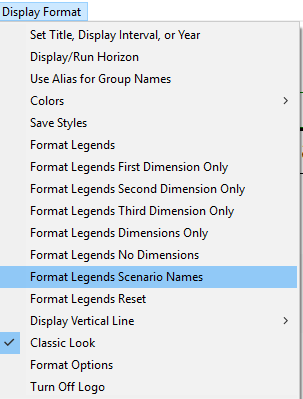 Display Format
Set Title, Display Interval, or Year
Display/Run Horizon
Use Alias for Group Names
Colors
Save Styles
Format Legends
Format Legends First Dimension Only
Format Legends Second Dimension Only
Format Legends Third Dimension Only
Format Legends Dimensions Only
Format Legends No Dimensions
Format Legends Scenario Names
Format Legends Reset
Display Vertical Line
Classic Look
Format Options
Turn Off Logo